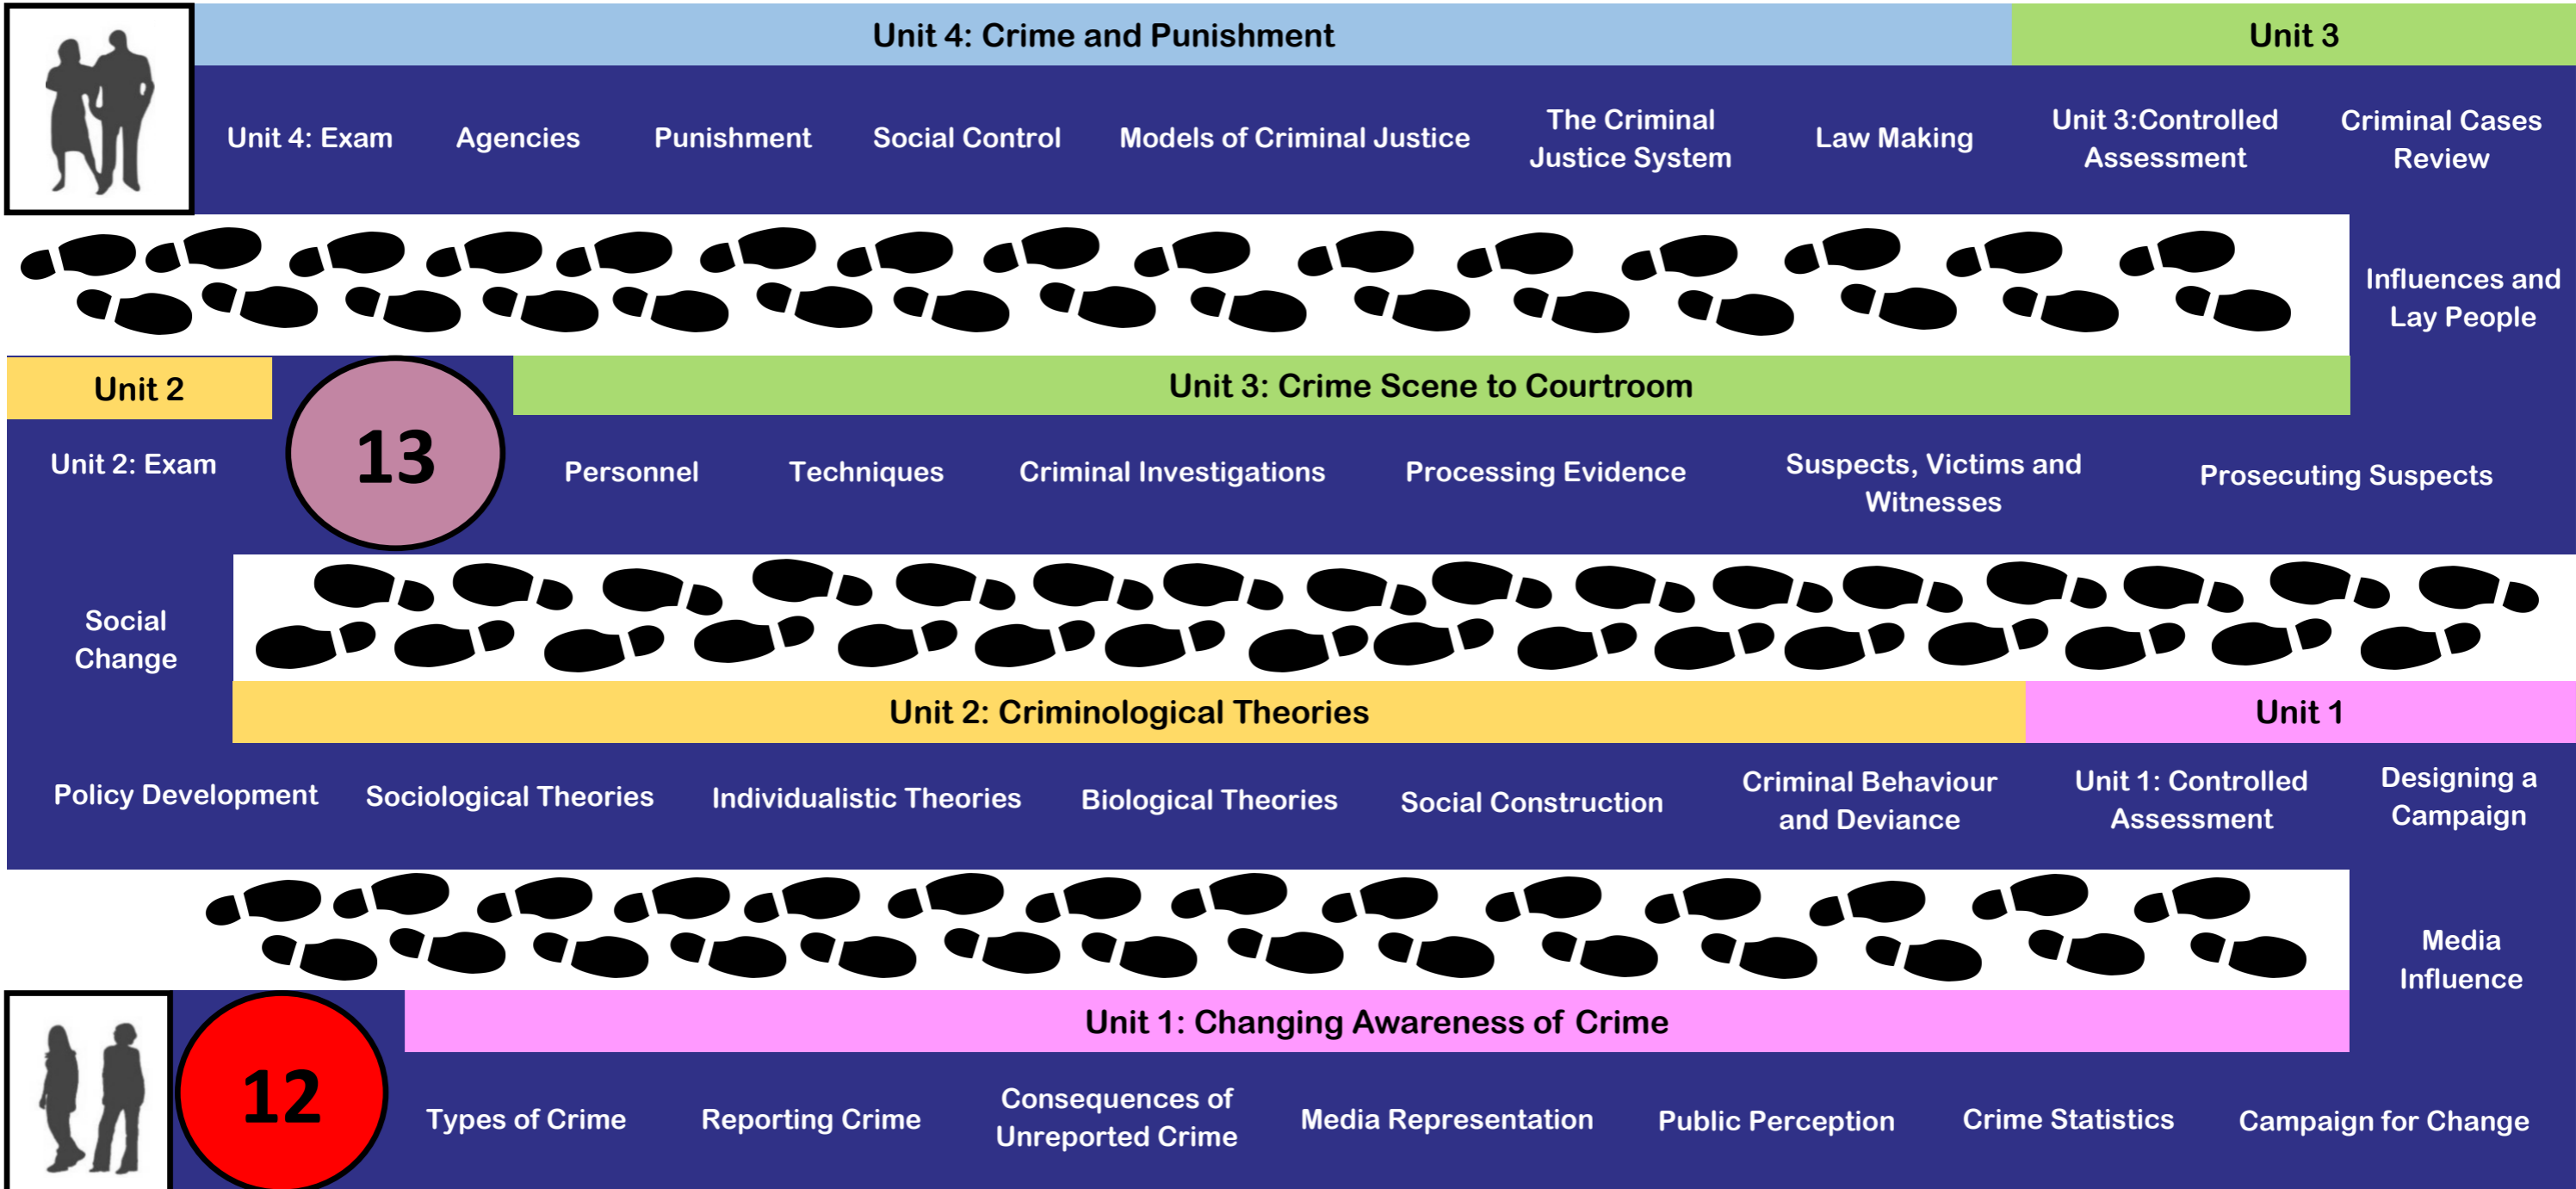 Unit 4: Crime and Punishment
Unit 3
Unit 4: Exam
Agencies
Punishment
Social Control
Models of Criminal Justice
The Criminal
Justice System
Law Making
Unit 3:Controlled
Assessment
Criminal Cases
Review
Influences and
Lay People
Unit 2
13
Unit 3: Crime Scene to Courtroom
Unit 2: Exam
Personnel
Techniques
Criminal Investigations
Processing Evidence
Suspects, Victims and
Witnesses
Prosecuting Suspects
Social
Change
Unit 2: Criminological Theories
Unit 1
Policy Development
Sociological Theories
Individualistic Theories
Biological Theories
Social Construction
Criminal Behaviour
and Deviance
Unit 1: Controlled
Assessment
Designing a
Campaign
Media
Influence
12
Unit 1: Changing Awareness of Crime
Types of Crime
Reporting Crime
Consequences of
Unreported Crime
Media Representation
Public Perception
Crime Statistics
Campaign for Change